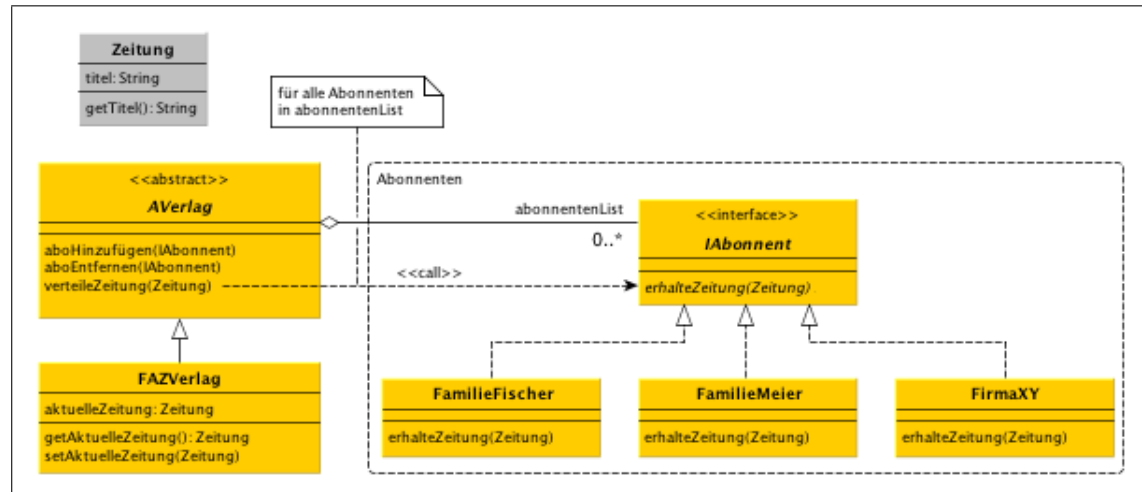 Zeitung
titel: String
getTitel(): String
für alle Abonnenten
in abonnentenList
<<abstract>>
AVerlag
aboHinzufügen(IAbonnent)
aboEntfernen(IAbonnent)
verteileZeitung(Zeitung)
Abonnenten
abonnentenList
0..*
<<call>>
<<interface>>
IAbonnent
erhalteZeitung(Zeitung)
FAZVerlag
aktuelleZeitung: Zeitung
getAktuelleZeitung(): Zeitung
setAktuelleZeitung(Zeitung)
FamilieFischer
erhalteZeitung(Zeitung)
FamilieMeier
erhalteZeitung(Zeitung)
FirmaXY
erhalteZeitung(Zeitung)